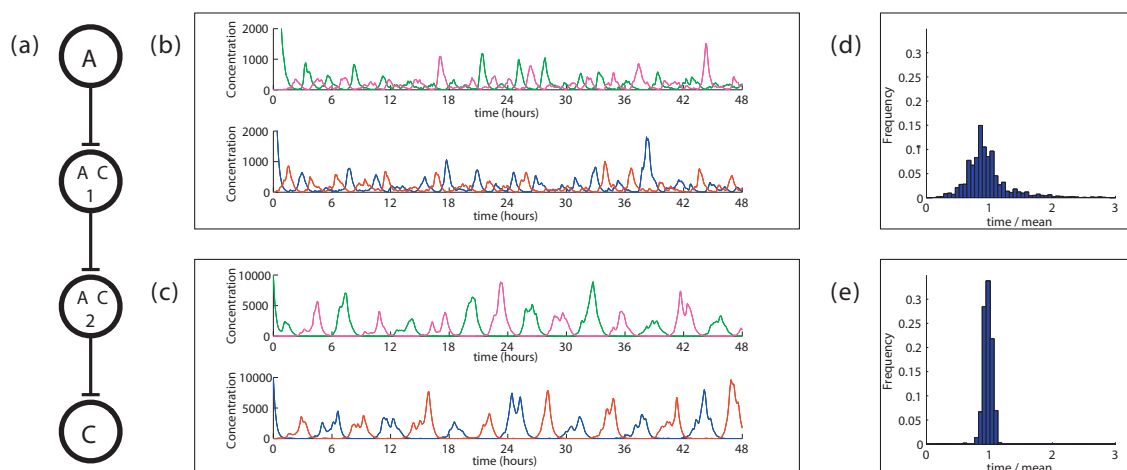 (a)
A
A C
1
A C
2
C
(b)
Concentration
2000
1000
0
0 6 12 18 24 30 36 42 48
time (hours)
Concentration
2000
1000
0
0 6 12 18 24 30 36 42 48
time (hours)
(c)
Concentration
10000
5000
0
0 6 12 18 24 30 36 42 48
time (hours)
Concentration
10000
5000
0
0 6 12 18 24 30 36 42 48
time (hours)
(d)
Frequency
0.3
0.25
0.2
0.15
0.1
0.05
0
0 1 2 3
time / mean
(e)
Frequency
0.3
0.25
0.2
0.15
0.1
0.05
0
0 1 2 3
time / mean